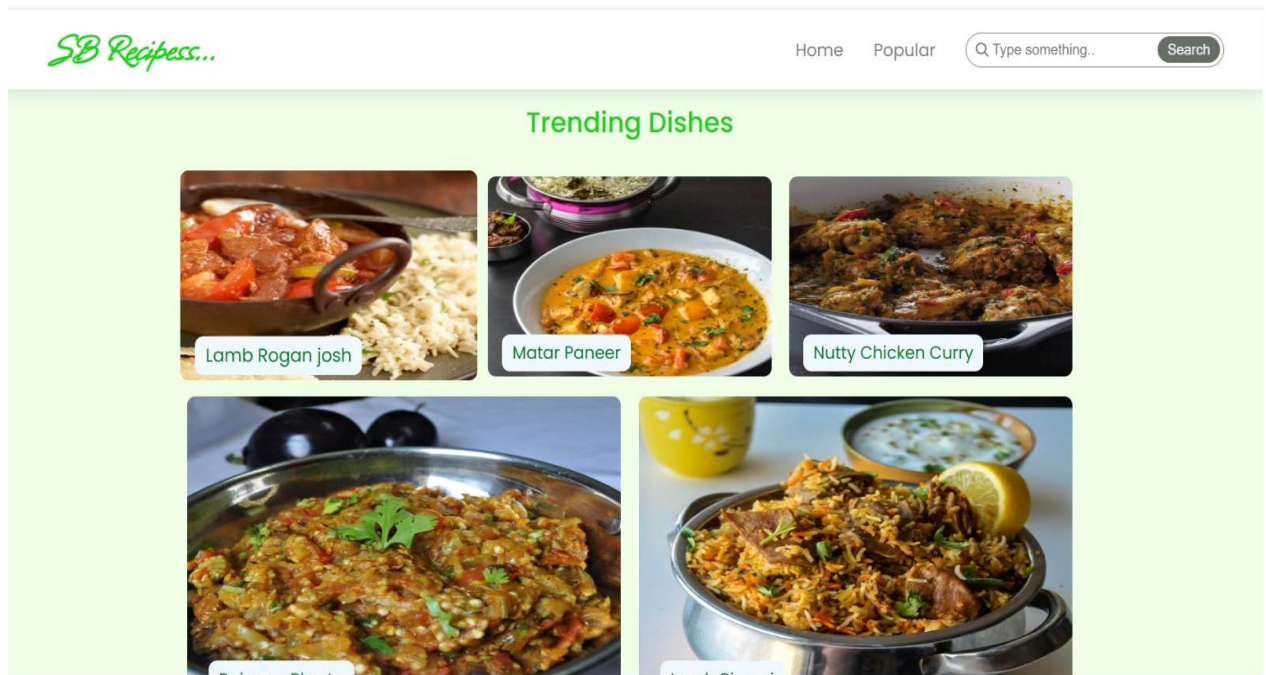 SB Recipess...
Home Popular Type something.. Search
Trending Dishes
Lamb Rogan josh
Matar Paneer
Nutty Chicken Curry